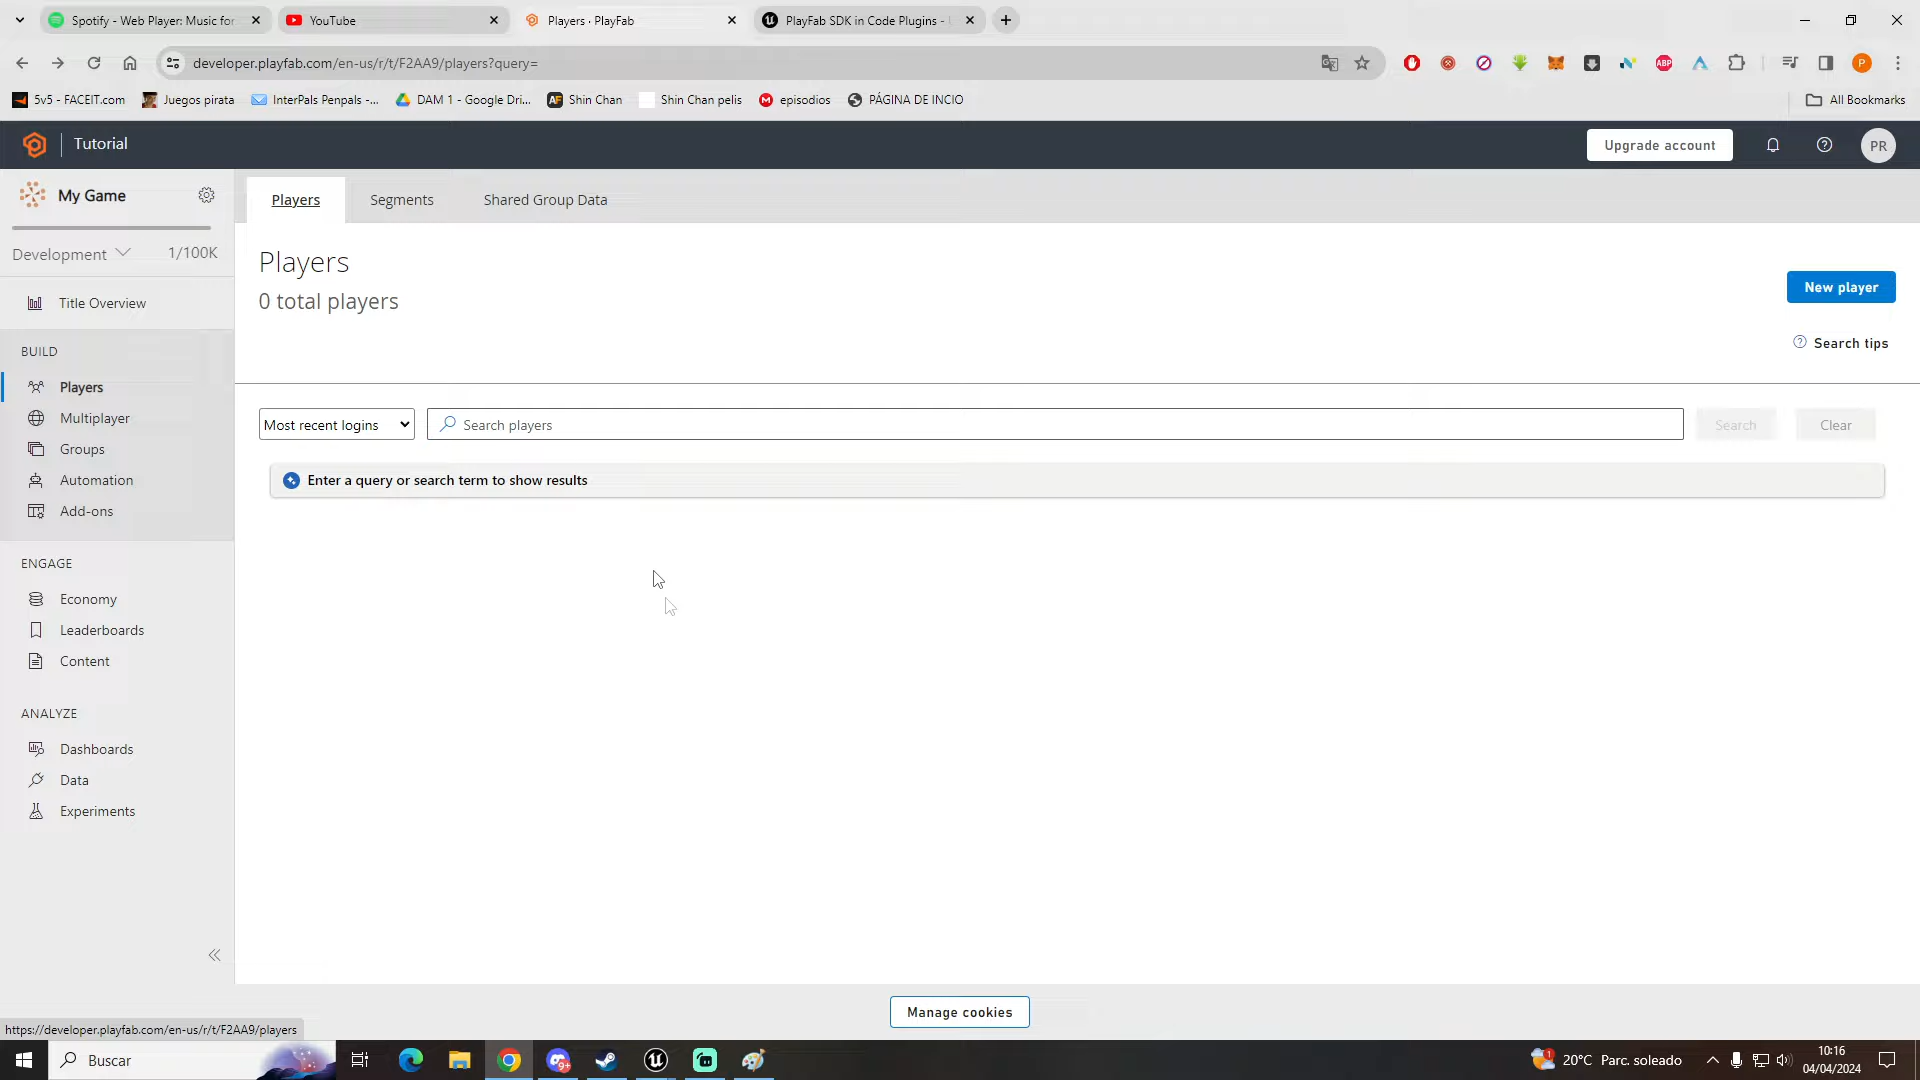 Spotify - Web Player: Music for
YouTube
Players · PlayFab
PlayFab SDK in Code Plugins -
developer.playfab.com/en-us/r/t/F2AA9/players?query=
5v5 - FACEIT.com
Juegos pirata
InterPals Penpals -...
DAM 1 - Google Dri...
Shin Chan
Shin Chan pelis
episodios
PÁGINA DE INCIO
All Bookmarks
Tutorial
Upgrade account
PR
My Game
Development
1/100K
Title Overview
BUILD
Players
Multiplayer
Groups
Automation
Add-ons
ENGAGE
Economy
Leaderboards
Content
ANALYZE
Dashboards
Data
Experiments
Players
Segments
Shared Group Data
Players
0 total players
New player
Search tips
Most recent logins
Search players
Search
Clear
Enter a query or search term to show results
Manage cookies
https://developer.playfab.com/en-us/r/t/F2AA9/players
Buscar
20°C Parc. soleado
10:16
04/04/2024